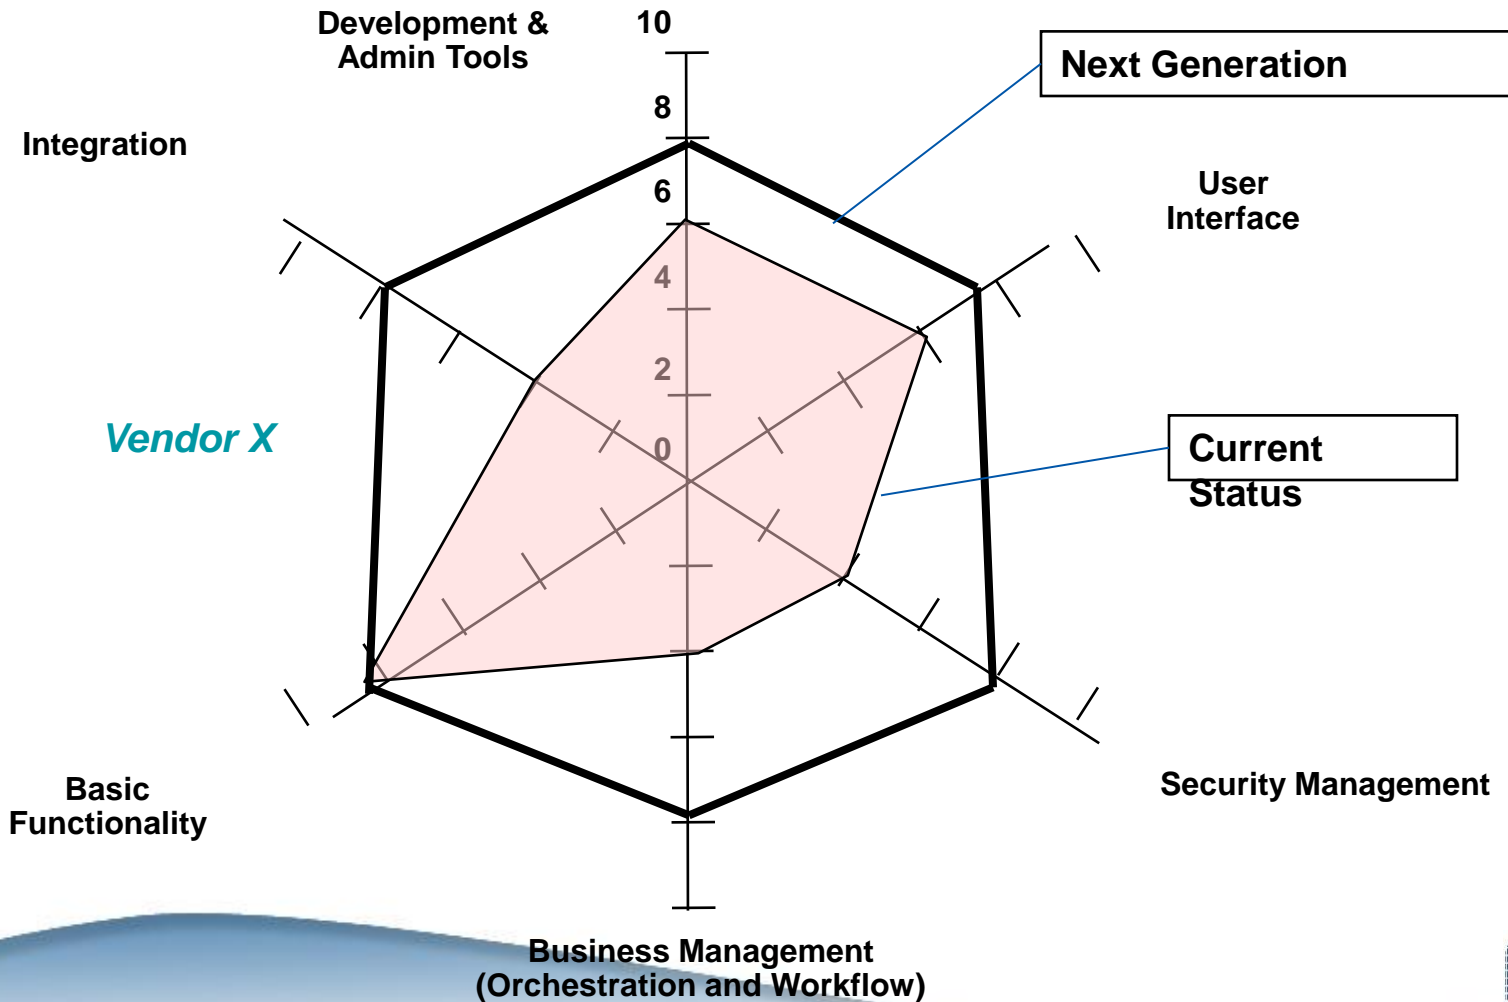 Development &
Admin Tools
10
Next Generation
8
Integration
6
User
Interface
4
2
Vendor X
0
Current
Status
Security Management
Basic
Functionality
Business Management
(Orchestration and Workflow)